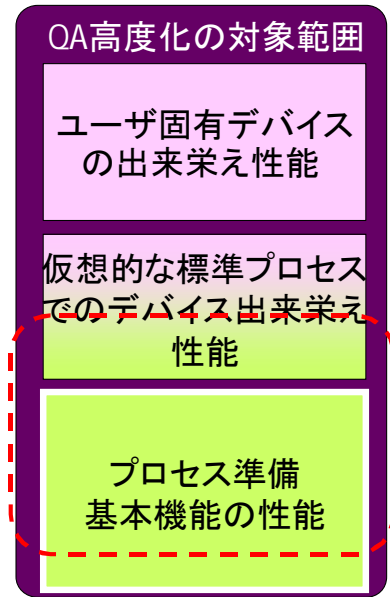 QA高度化の対象範囲
ユーザ固有デバイス
の出来栄え性能
仮想的な標準プロセス
でのデバイス出来栄え
性能
プロセス準備
基本機能の性能